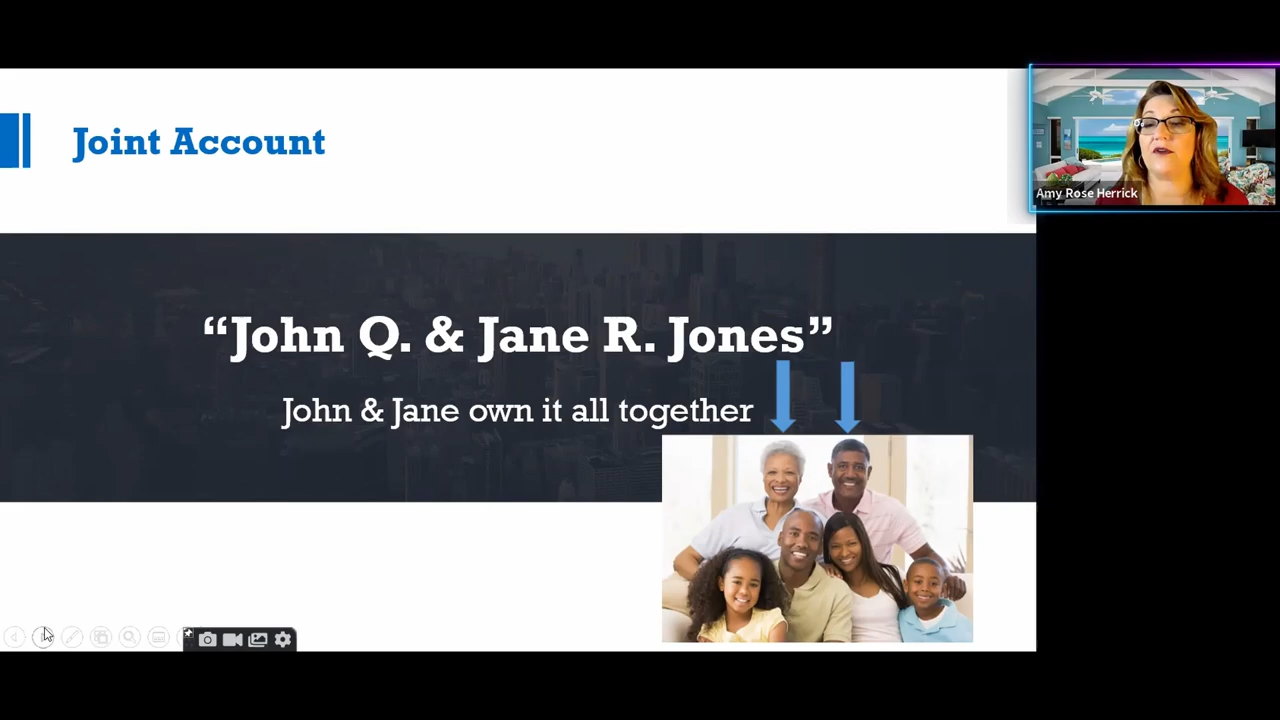 Joint Account
Amy Rose Herrick
“John Q. & Jane R. Jones”
John & Jane own it all together